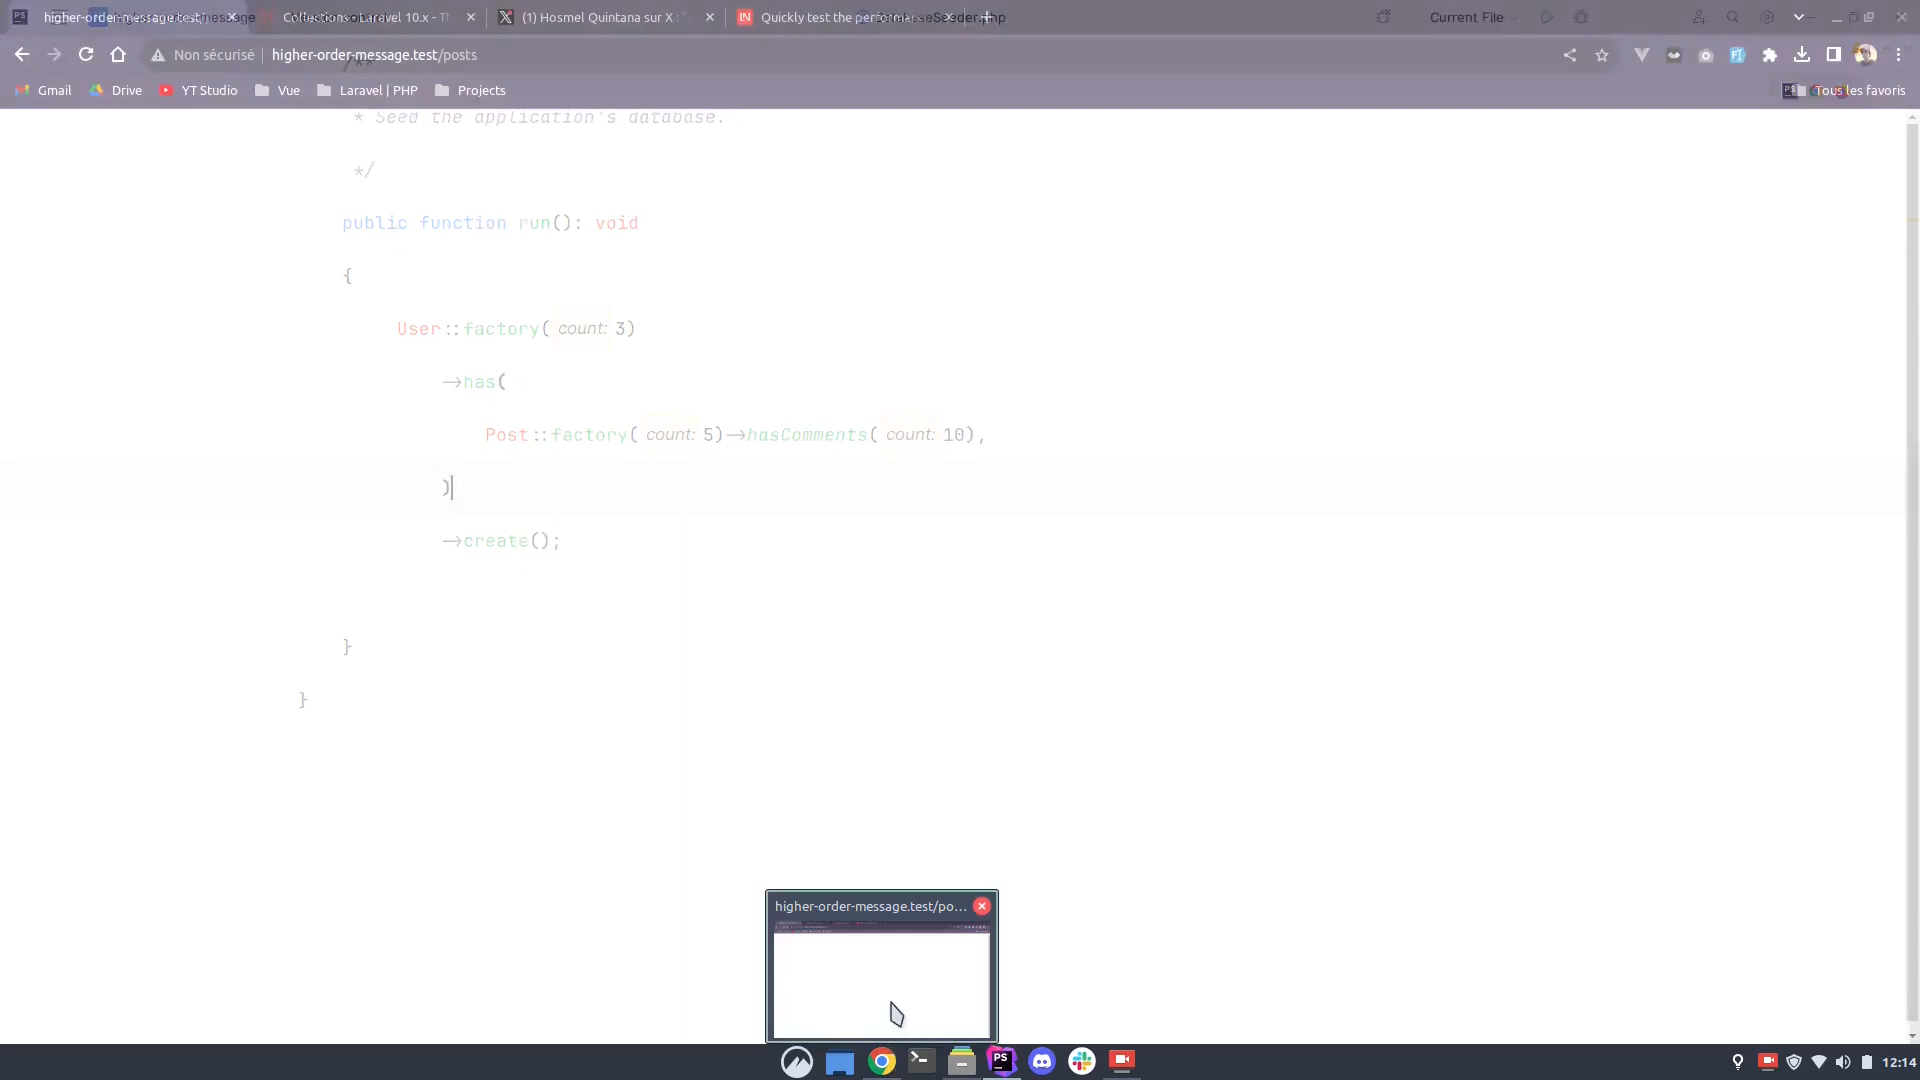 higher-order-message.test/
Collections - Laravel 10.x - Th
(1) Hosmel Quintana sur X : "
Quickly test the performa
Seeder.php
Current File
Non sécurisé
higher-order-message.test/posts
/**
Gmail
Drive
YT Studio
Vue
Laravel | PHP
Projects
Tous les favoris
* Seed the application's database.
*/
public function run(): void
{
User::factory( count: 3)
->has(
Post::factory( count: 5)->hasComments( count: 10),
)
->create();
}
}
higher-order-message.test/po...
12:14